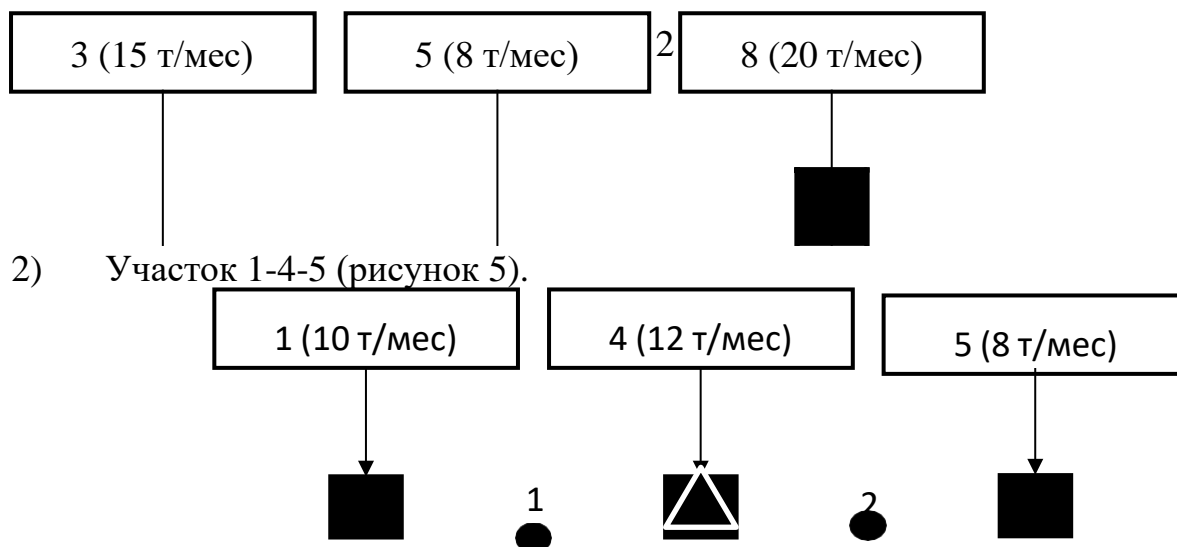 3 (15 т/мес) 5 (8 т/мес) 2 8 (20 т/мес)
2) Участок 1-4-5 (рисунок 5).
1 (10 т/мес) 4 (12 т/мес) 5 (8 т/мес)
1 2